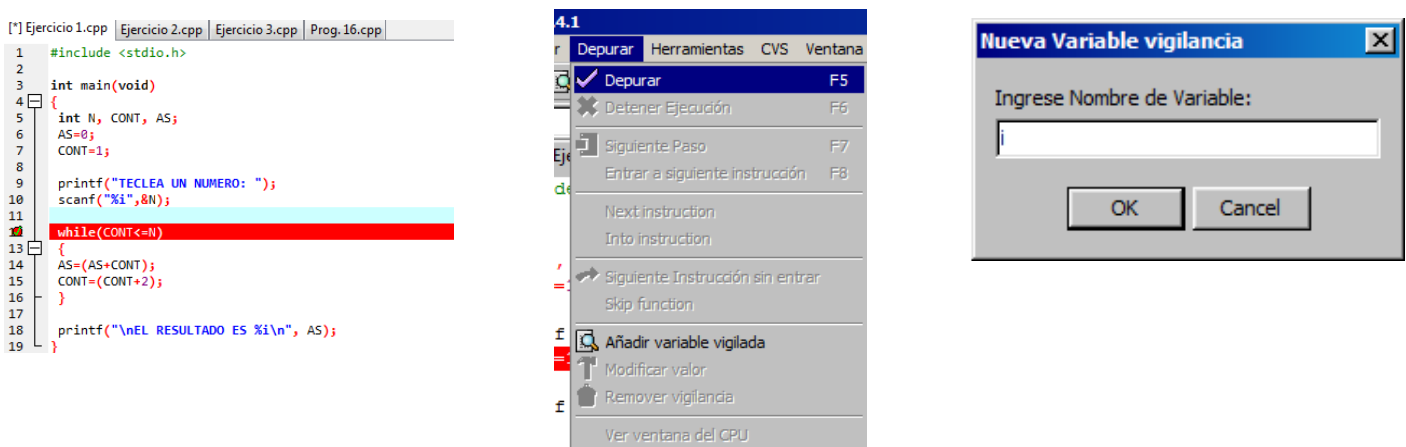 [*] Ejercicio 1.cpp Ejercicio 2.cpp Ejercicio 3.cpp Prog. 16.cpp
1 #include <stdio.h>
2
3 int main(void)
4 {
5 int N, CONT, AS;
6 AS=0;
7 CONT=1;
8
9 printf("TECLEA UN NUMERO: ");
10 scanf("%i",&N);
11
while(CONT<=N)
13 {
14 AS=(AS+CONT);
15 CONT=(CONT+2);
16 }
17
18 printf("\nEL RESULTADO ES %i\n", AS);
19 }
4.1
r Depurar Herramientas CVS Ventana
Depurar F5
Detener Ejecución F6
Siguiente Paso F7
Eje
Entrar a siguiente instrucción F8
de
Next instruction
Into instruction
,
Siguiente Instrucción sin entrar
=1
Skip function
f
Añadir variable vigilada
=1
Modificar valor
Remover vigilancia
f
Ver ventana del CPU
Nueva Variable vigilancia
Ingrese Nombre de Variable:
i
OK Cancel